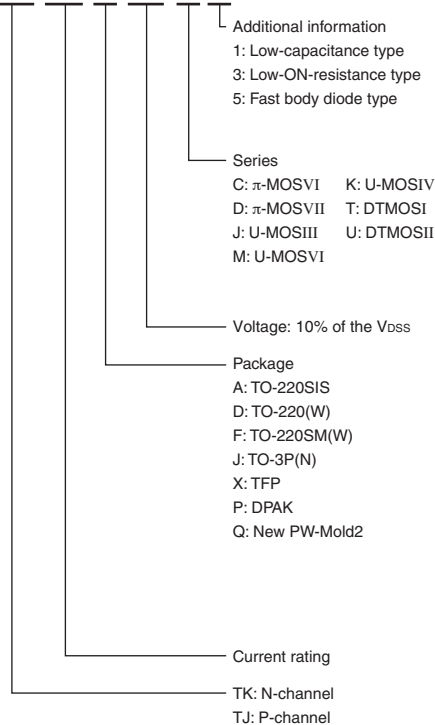 Additional information
1: Low-capacitance type
3: Low-ON-resistance type
5: Fast body diode type
Series
C: π-MOSVI K: U-MOSIV
D: π-MOSVII T: DTMOSI
J: U-MOSIII U: DTMOSII
M: U-MOSVI
Voltage: 10% of the VDSS
Package
A: TO-220SIS
D: TO-220(W)
F: TO-220SM(W)
J: TO-3P(N)
X: TFP
P: DPAK
Q: New PW-Mold2
Current rating
TK: N-channel
TJ: P-channel